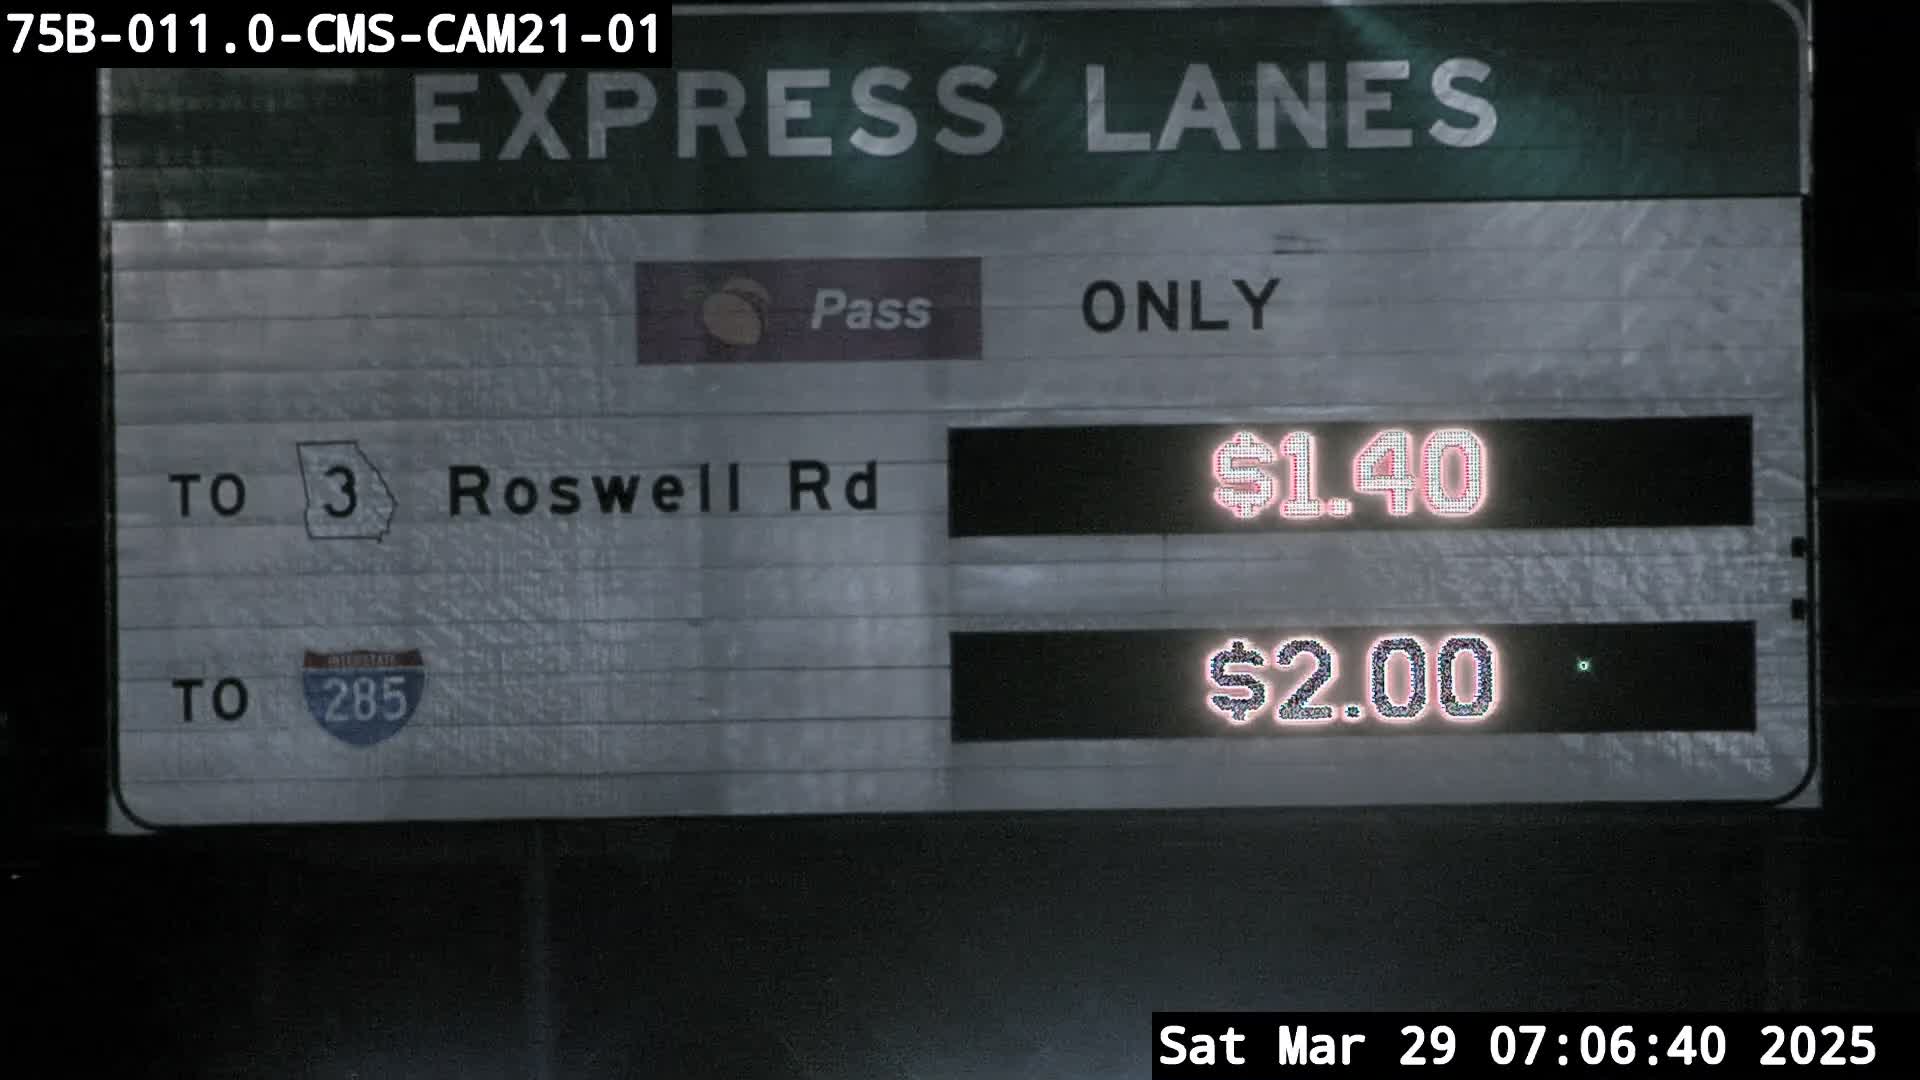 75B-011.0-CMS-CAM21-01
EXPRESS LANES
Pass ONLY
TO 3 Roswell Rd $1.40
INTERSTATE
TO 285 $2.00
Sat Mar 29 07:06:40 2025